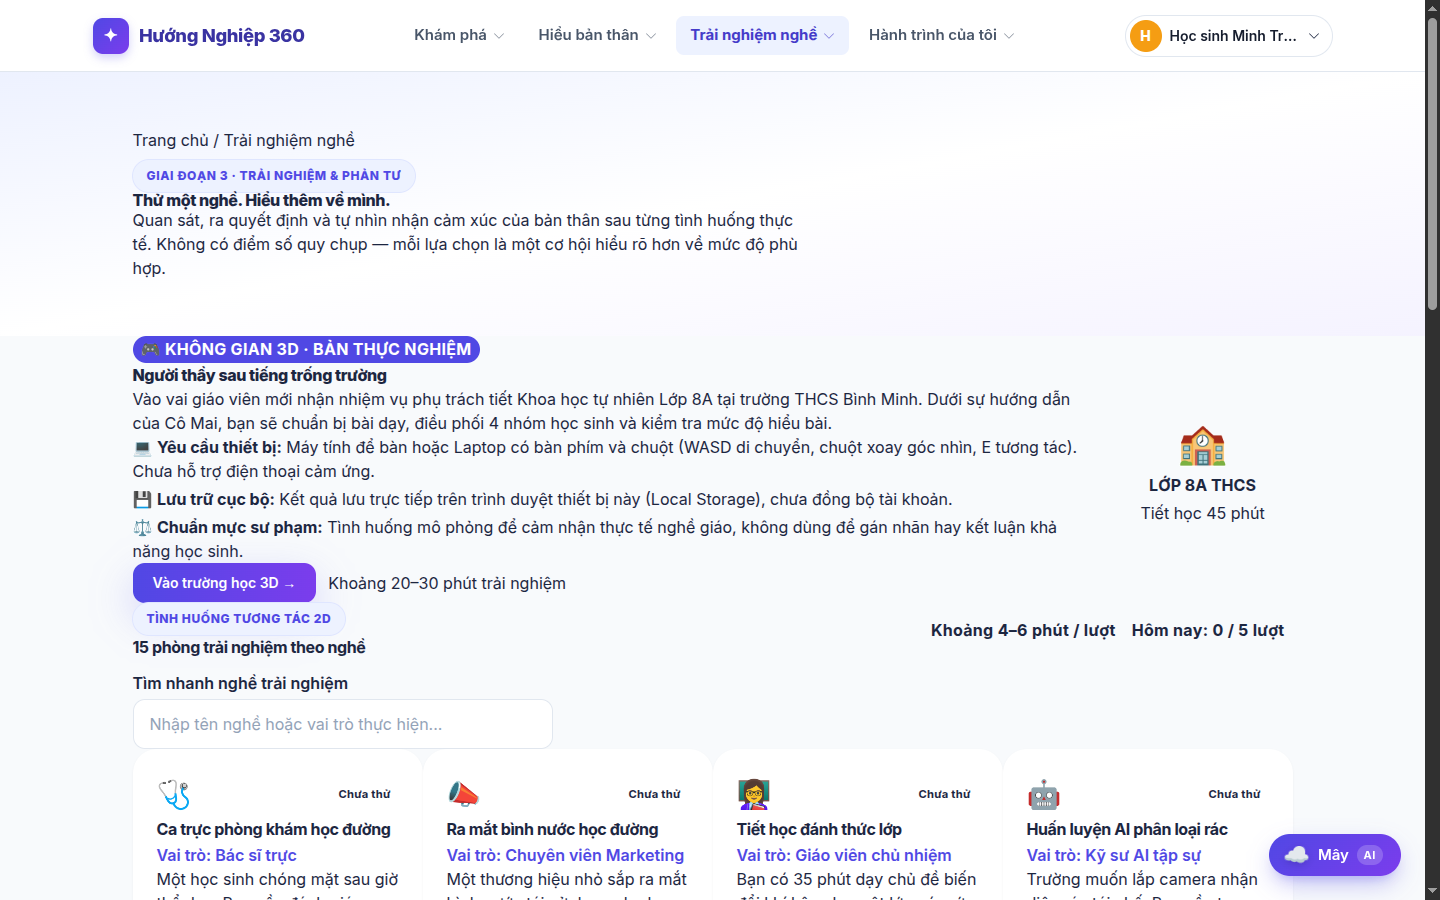 Hướng Nghiệp 360
Khám phá
Hiểu bản thân
Trải nghiệm nghề
Hành trình của tôi
H
Học sinh Minh Tr...
Trang chủ / Trải nghiệm nghề
GIAI ĐOẠN 3 · TRẢI NGHIỆM & PHẢN TƯ
Thử một nghề. Hiểu thêm về mình.
Quan sát, ra quyết định và tự nhìn nhận cảm xúc của bản thân sau từng tình huống thực
tế. Không có điểm số quy chụp — mỗi lựa chọn là một cơ hội hiểu rõ hơn về mức độ phù
hợp.
🎮 KHÔNG GIAN 3D · BẢN THỰC NGHIỆM
Người thầy sau tiếng trống trường
Vào vai giáo viên mới nhận nhiệm vụ phụ trách tiết Khoa học tự nhiên Lớp 8A tại trường THCS Bình Minh. Dưới sự hướng dẫn
của Cô Mai, bạn sẽ chuẩn bị bài dạy, điều phối 4 nhóm học sinh và kiểm tra mức độ hiểu bài.
💻 Yêu cầu thiết bị: Máy tính để bàn hoặc Laptop có bàn phím và chuột (WASD di chuyển, chuột xoay góc nhìn, E tương tác).
Chưa hỗ trợ điện thoại cảm ứng.
💾 Lưu trữ cục bộ: Kết quả lưu trực tiếp trên trình duyệt thiết bị này (Local Storage), chưa đồng bộ tài khoản.
⚖️ Chuẩn mực sư phạm: Tình huống mô phỏng để cảm nhận thực tế nghề giáo, không dùng để gán nhãn hay kết luận khả
năng học sinh.
LỚP 8A THCS
Tiết học 45 phút
Vào trường học 3D →
Khoảng 20–30 phút trải nghiệm
TÌNH HUỐNG TƯƠNG TÁC 2D
15 phòng trải nghiệm theo nghề
Khoảng 4–6 phút / lượt
Hôm nay: 0 / 5 lượt
Tìm nhanh nghề trải nghiệm
Nhập tên nghề hoặc vai trò thực hiện...
Chưa thử
Ca trực phòng khám học đường
Vai trò: Bác sĩ trực
Một học sinh chóng mặt sau giờ
Chưa thử
Ra mắt bình nước học đường
Vai trò: Chuyên viên Marketing
Một thương hiệu nhỏ sắp ra mắt
Chưa thử
Tiết học đánh thức lớp
Vai trò: Giáo viên chủ nhiệm
Bạn có 35 phút dạy chủ đề biến
Chưa thử
Huấn luyện AI phân loại rác
Vai trò: Kỹ sư AI tập sự
Trường muốn lắp camera nhận
Mây AI